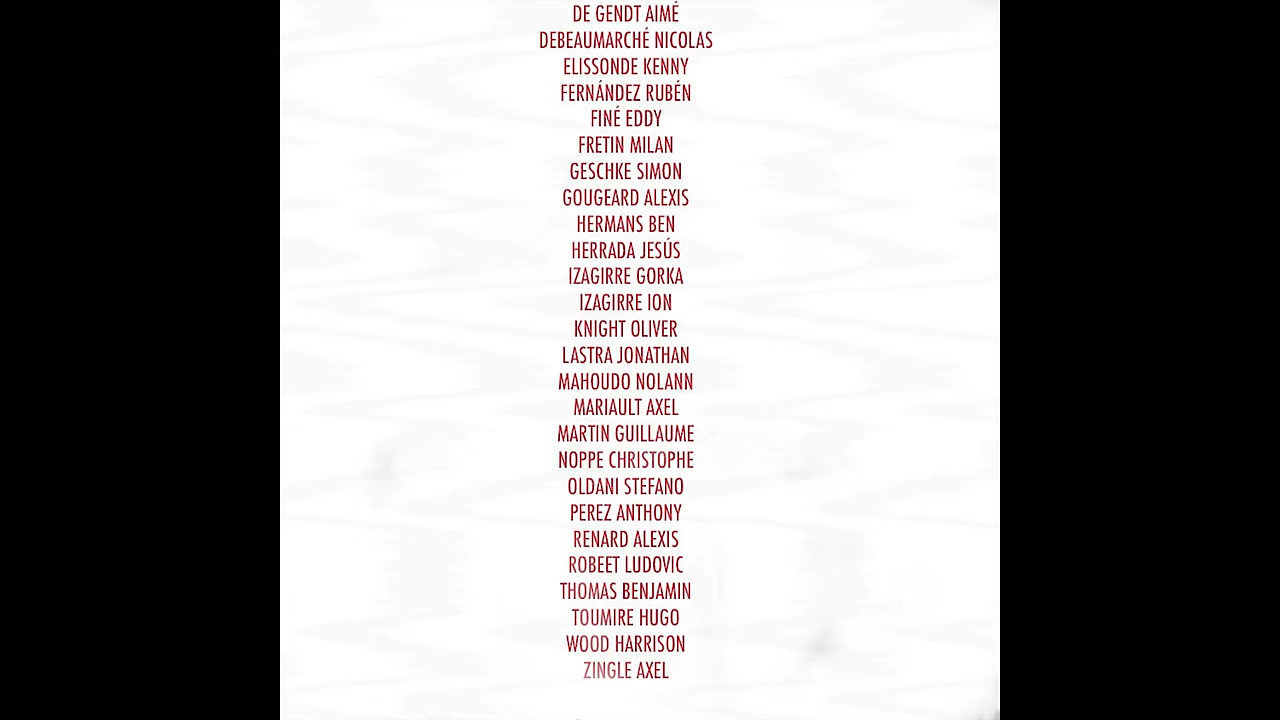 DE GENDT AIMÉ
DEBEAUMARCHÉ NICOLAS
ELISSONDE KENNY
FERNÁNDEZ RUBÉN
FINÉ EDDY
FRETIN MILAN
GESCHKE SIMON
GOUGEARD ALEXIS
HERMANS BEN
HERRADA JESÚS
IZAGIRRE GORKA
IZAGIRRE ION
KNIGHT OLIVER
LASTRA JONATHAN
MAHOUDO NOLANN
MARIAULT AXEL
MARTIN GUILLAUME
NOPPE CHRISTOPHE
OLDANI STEFANO
PEREZ ANTHONY
RENARD ALEXIS
ROBEET LUDOVIC
THOMAS BENJAMIN
TOUMIRE HUGO
WOOD HARRISON
ZINGLE AXEL